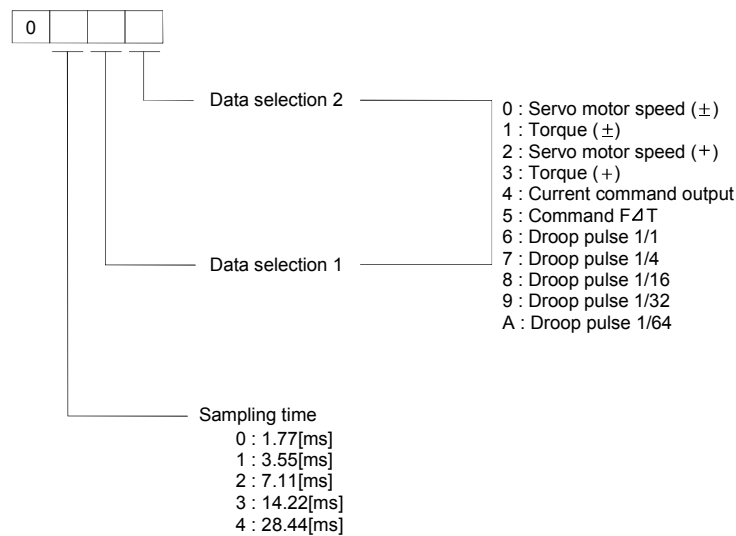 0
Data selection 2
0 : Servo motor speed (±)
1 : Torque (±)
2 : Servo motor speed (+)
3 : Torque (+)
4 : Current command output
5 : Command F⊿T
6 : Droop pulse 1/1
7 : Droop pulse 1/4
8 : Droop pulse 1/16
9 : Droop pulse 1/32
A : Droop pulse 1/64
Data selection 1
Sampling time
0 : 1.77[ms]
1 : 3.55[ms]
2 : 7.11[ms]
3 : 14.22[ms]
4 : 28.44[ms]